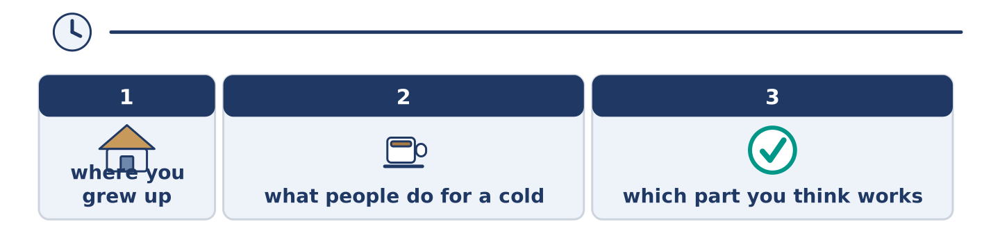 1
2
3
where you
grew up
what people do for a cold
which part you think works